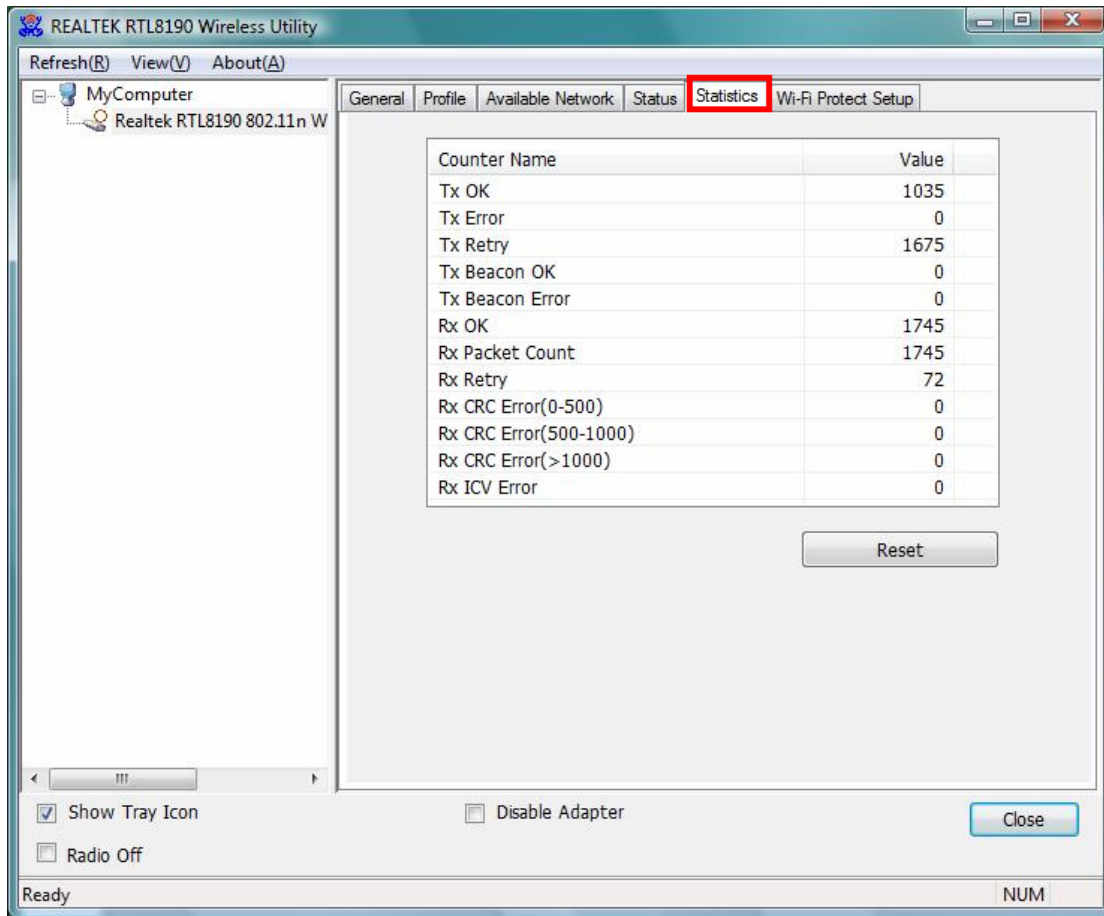 REALTEK RTL8190 Wireless Utility
Refresh(R) View(V) About(A)
MyComputer
Realtek RTL8190 802.11n W
General Profile Available Network Status Statistics Wi-Fi Protect Setup
Counter Name Value
Tx OK 1035
Tx Error 0
Tx Retry 1675
Tx Beacon OK 0
Tx Beacon Error 0
Rx OK 1745
Rx Packet Count 1745
Rx Retry 72
Rx CRC Error(0-500) 0
Rx CRC Error(500-1000) 0
Rx CRC Error(>1000) 0
Rx ICV Error 0
Reset
Show Tray Icon Disable Adapter Close
Radio Off
Ready NUM